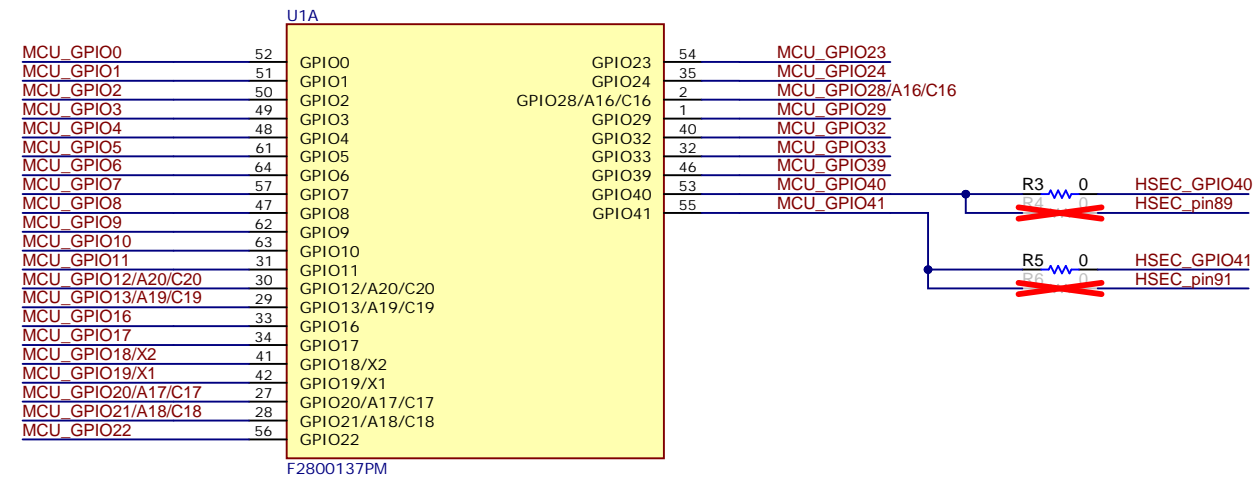 U1A
MCU_GPIO0 52 GPIO0 GPIO23 54 MCU_GPIO23
MCU_GPIO1 51 GPIO1 GPIO24 35 MCU_GPIO24
MCU_GPIO2 50 GPIO2 GPIO28/A16/C16 2 MCU_GPIO28/A16/C16
MCU_GPIO3 49 GPIO3 GPIO29 1 MCU_GPIO29
MCU_GPIO4 48 GPIO4 GPIO32 40 MCU_GPIO32
MCU_GPIO5 61 GPIO5 GPIO33 32 MCU_GPIO33
MCU_GPIO6 64 GPIO6 GPIO39 46 MCU_GPIO39
MCU_GPIO7 57 GPIO7 GPIO40 53 MCU_GPIO40 R3 0 HSEC_GPIO40
MCU_GPIO8 47 GPIO8 GPIO41 55 MCU_GPIO41 R4 0 HSEC_pin89
MCU_GPIO9 62 GPIO9
MCU_GPIO10 63 GPIO10
MCU_GPIO11 31 GPIO11 R5 0 HSEC_GPIO41
MCU_GPIO12/A20/C20 30 GPIO12/A20/C20 R6 0 HSEC_pin91
MCU_GPIO13/A19/C19 29 GPIO13/A19/C19
MCU_GPIO16 33 GPIO16
MCU_GPIO17 34 GPIO17
MCU_GPIO18/X2 41 GPIO18/X2
MCU_GPIO19/X1 42 GPIO19/X1
MCU_GPIO20/A17/C17 27 GPIO20/A17/C17
MCU_GPIO21/A18/C18 28 GPIO21/A18/C18
MCU_GPIO22 56 GPIO22
F2800137PM